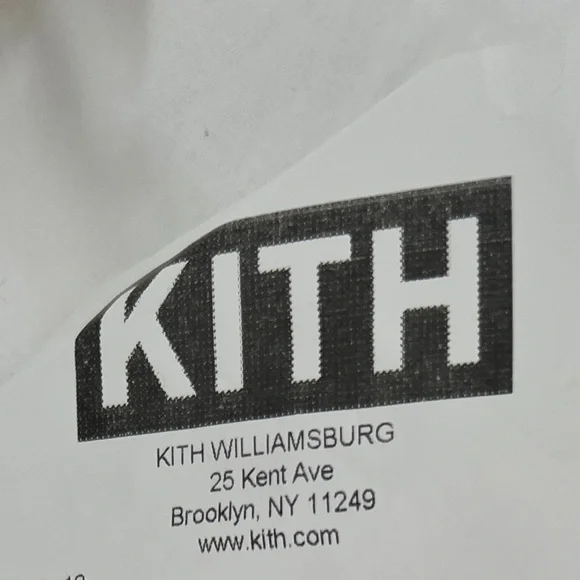 KITH
KITH WILLIAMSBURG
25 Kent Ave
Brooklyn, NY 11249
www.kith.com